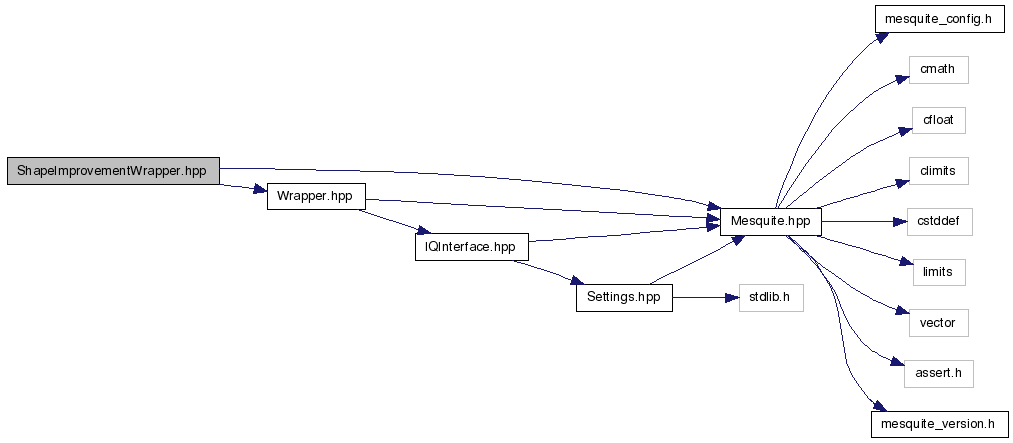 mesquite_config.h
cmath
cfloat
climits
ShapeImprovementWrapper.hpp
Wrapper.hpp
Mesquite.hpp
cstddef
IQInterface.hpp
limits
Settings.hpp
stdlib.h
vector
assert.h
mesquite_version.h